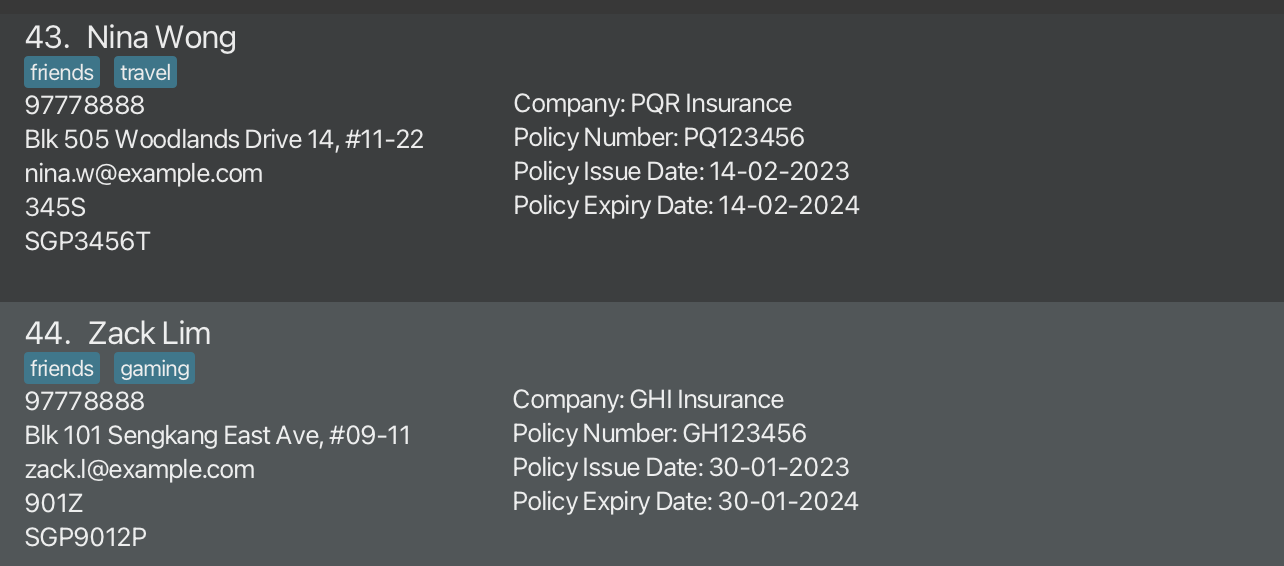 43. Nina Wong
friends travel
97778888
Blk 505 Woodlands Drive 14, #11-22
nina.w@example.com
345S
SGP3456T
Company: PQR Insurance
Policy Number: PQ123456
Policy Issue Date: 14-02-2023
Policy Expiry Date: 14-02-2024
44. Zack Lim
friends gaming
97778888
Blk 101 Sengkang East Ave, #09-11
zack.l@example.com
901Z
SGP9012P
Company: GHI Insurance
Policy Number: GH123456
Policy Issue Date: 30-01-2023
Policy Expiry Date: 30-01-2024